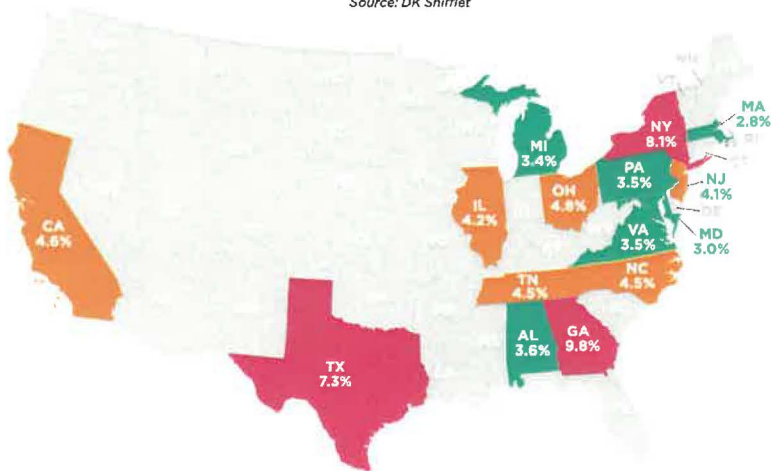 Source: DK Shifflet
MA
2.8%
NY
8.1%
MI
3.4%
PA
3.5%
NJ
4.1%
OH
4.8%
IL
4.2%
DE
CA
4.6%
VA
3.5%
MD
3.0%
TN
4.5%
NC
4.5%
AL
3.6%
GA
9.8%
TX
7.3%